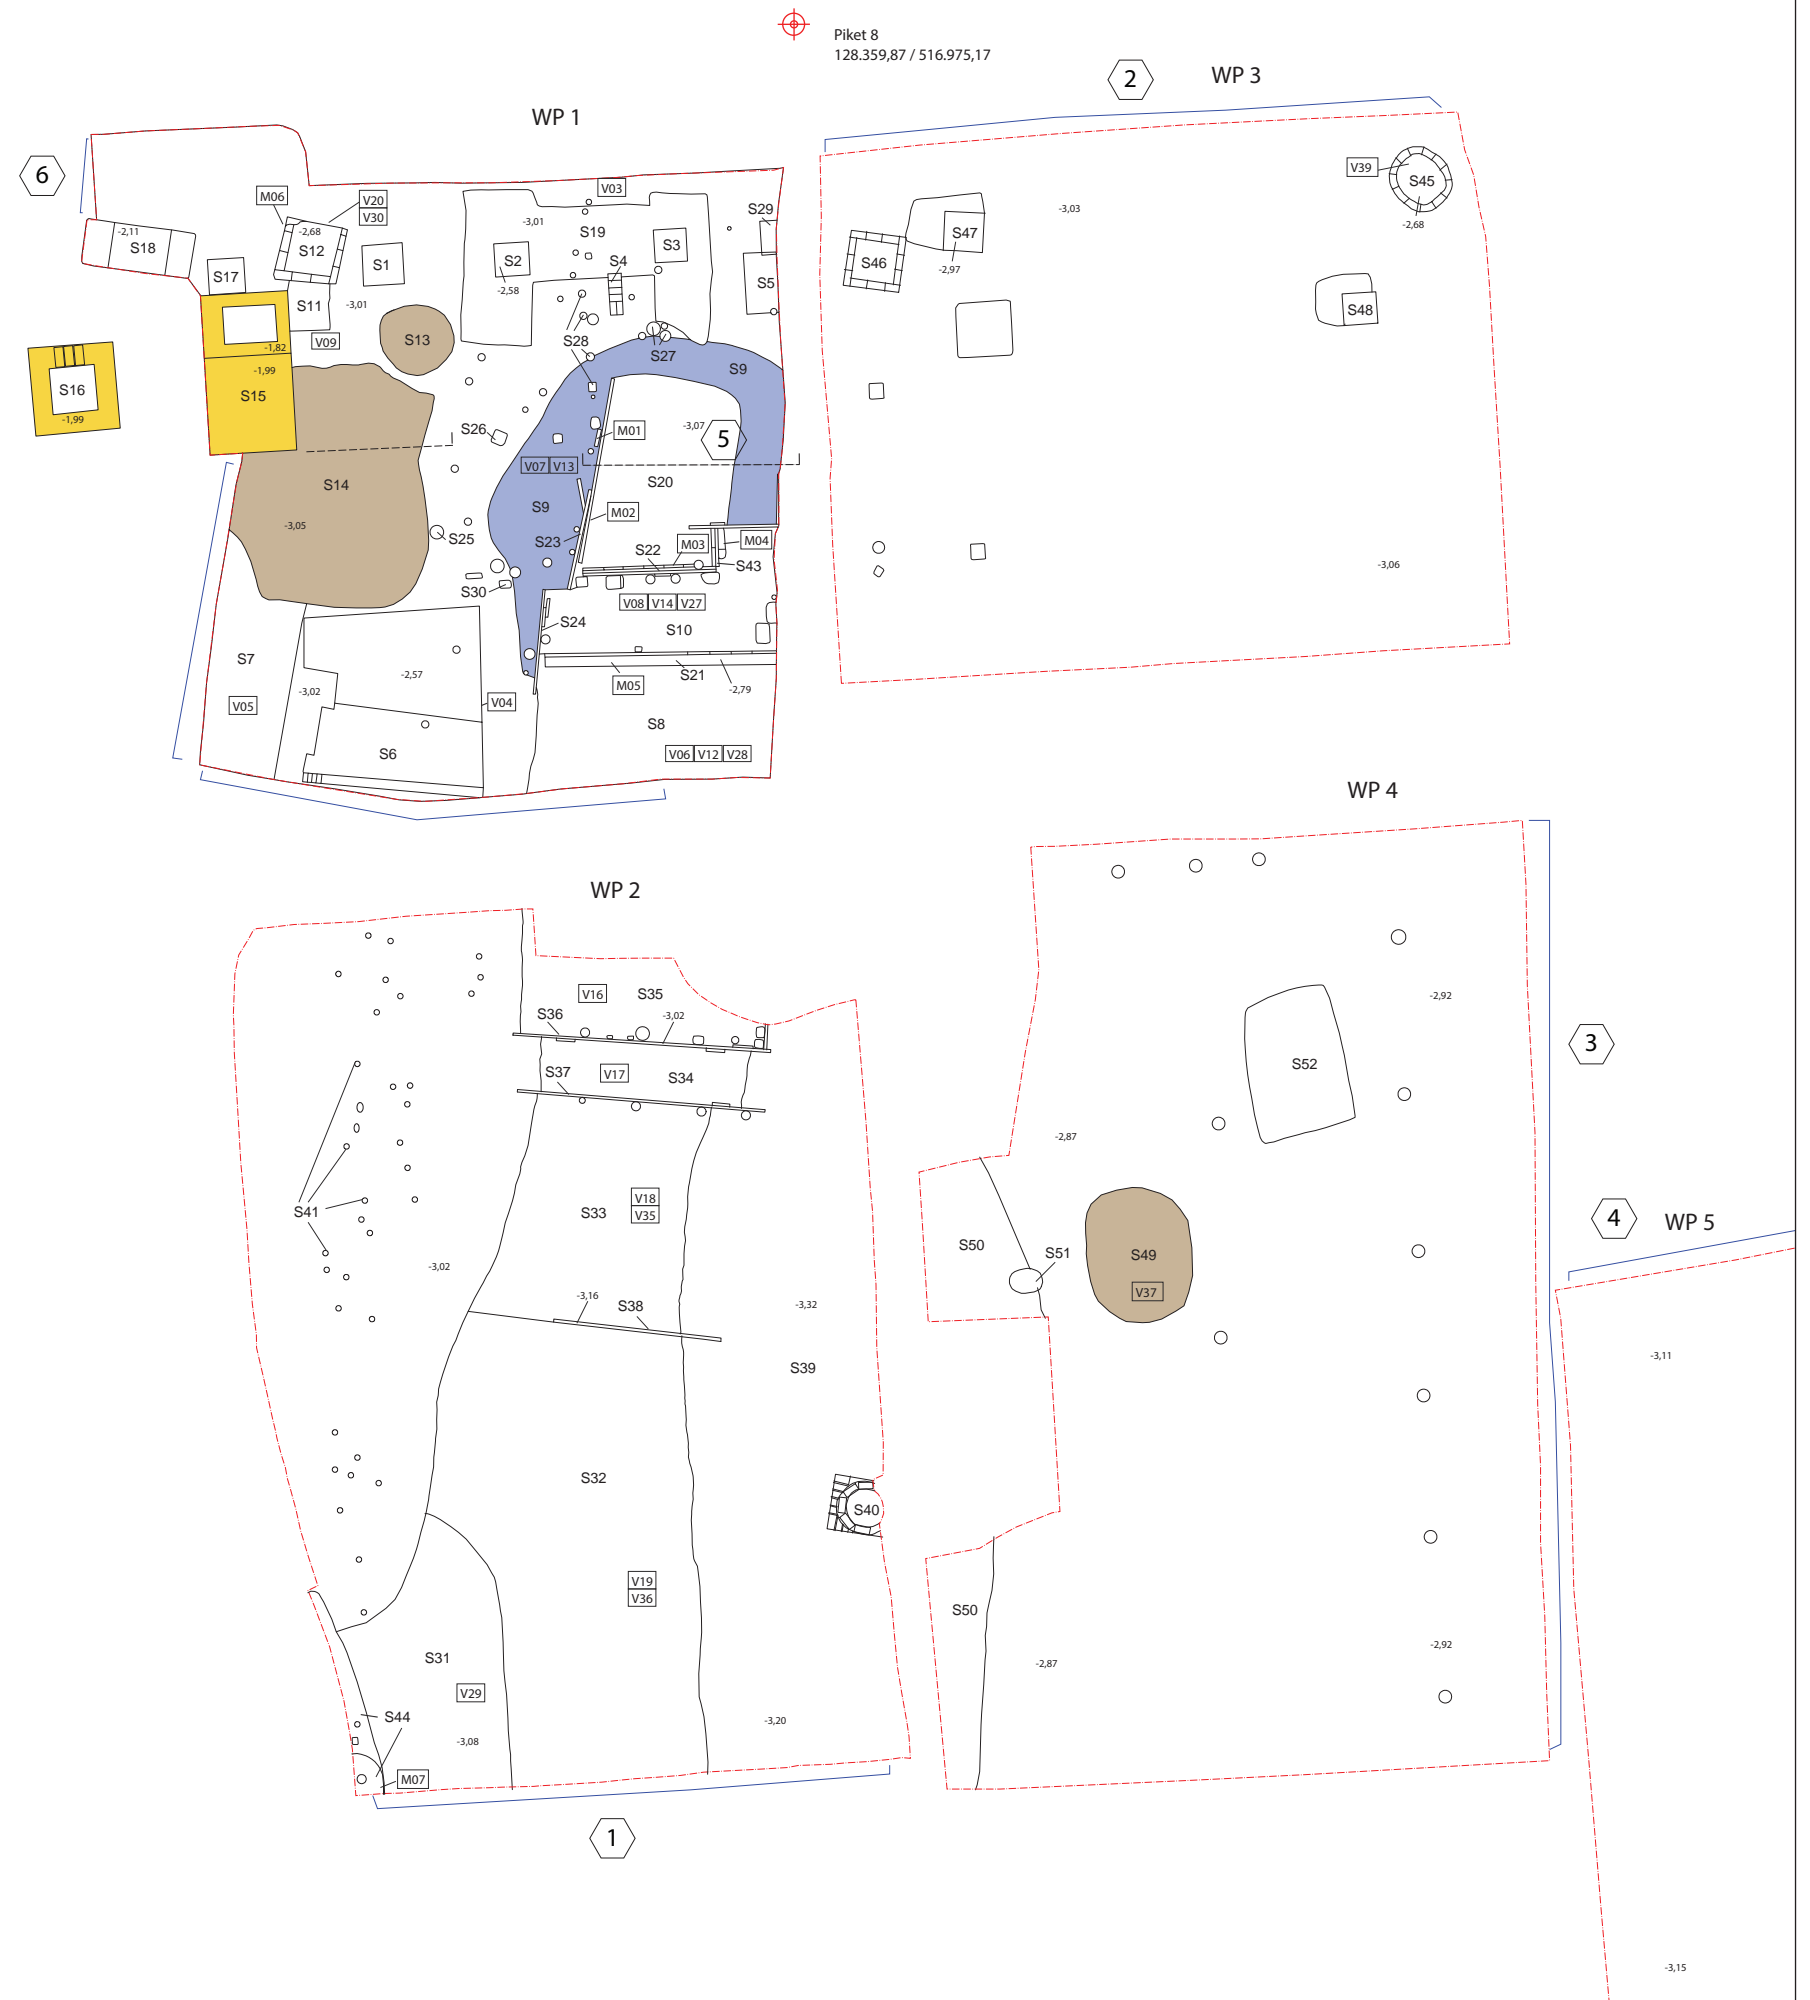 Piket 8
128.359,87 / 516.975,17
2
WP 3
WP 1
6
M06
V20
V30
V03
S29
V39
S45
-2,68
-2,11
S18
-2,68
S12
S1
S17
S11
-3,01
V09
S13
-3,01
S19
S2
-2,58
S4
S3
S5
-3,03
S47
-2,97
S46
S48
-1,82
-1,99
S15
S16
-1,99
S28
S27
S9
S26
M01
-3,07
5
V07 V13
S20
S14
-3,05
S9
M02
S25
S23
S22
M03
M04
S43
S30
V08 V14 V27
S24
S10
-3,06
S7
V05
-3,02
-2,57
V04
M05
S21
-2,79
S6
S8
V06 V12 V28
WP 4
WP 2
V16
S35
S36
-3,02
S37
V17
S34
-2,92
S52
3
-2,87
S41
S33
V18
V35
-3,02
-3,16
S38
-3,32
S39
S50
S51
S49
V37
4
WP 5
-3,11
S32
S40
V19
V36
S50
-2,87
-2,92
S31
V29
S44
-3,08
M07
-3,20
1
-3,15